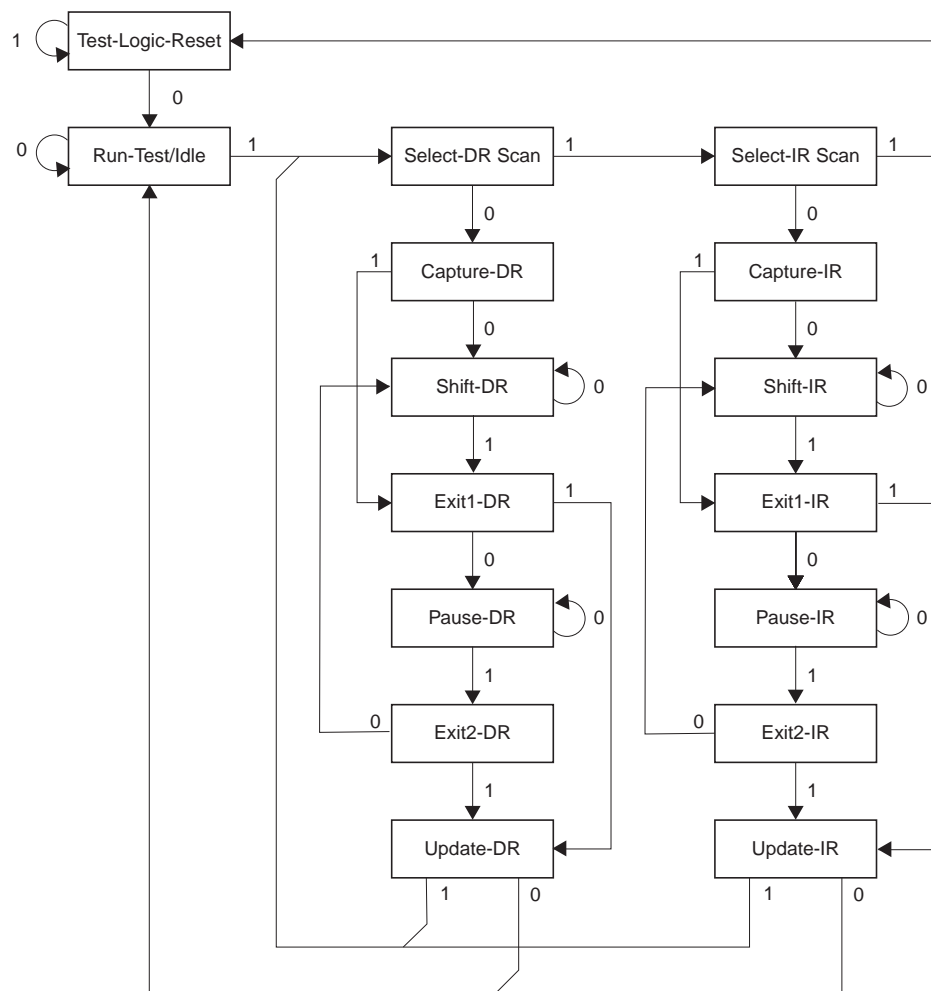 1
Test-Logic-Reset
0
0
Run-Test/Idle
1
Select-DR Scan
1
Select-IR Scan
1
0
0
1
Capture-DR
1
Capture-IR
0
0
Shift-DR
0
Shift-IR
0
1
1
Exit1-DR
1
Exit1-IR
1
0
0
Pause-DR
0
Pause-IR
0
1
1
0
Exit2-DR
0
Exit2-IR
1
1
Update-DR
Update-IR
1
0
1
0